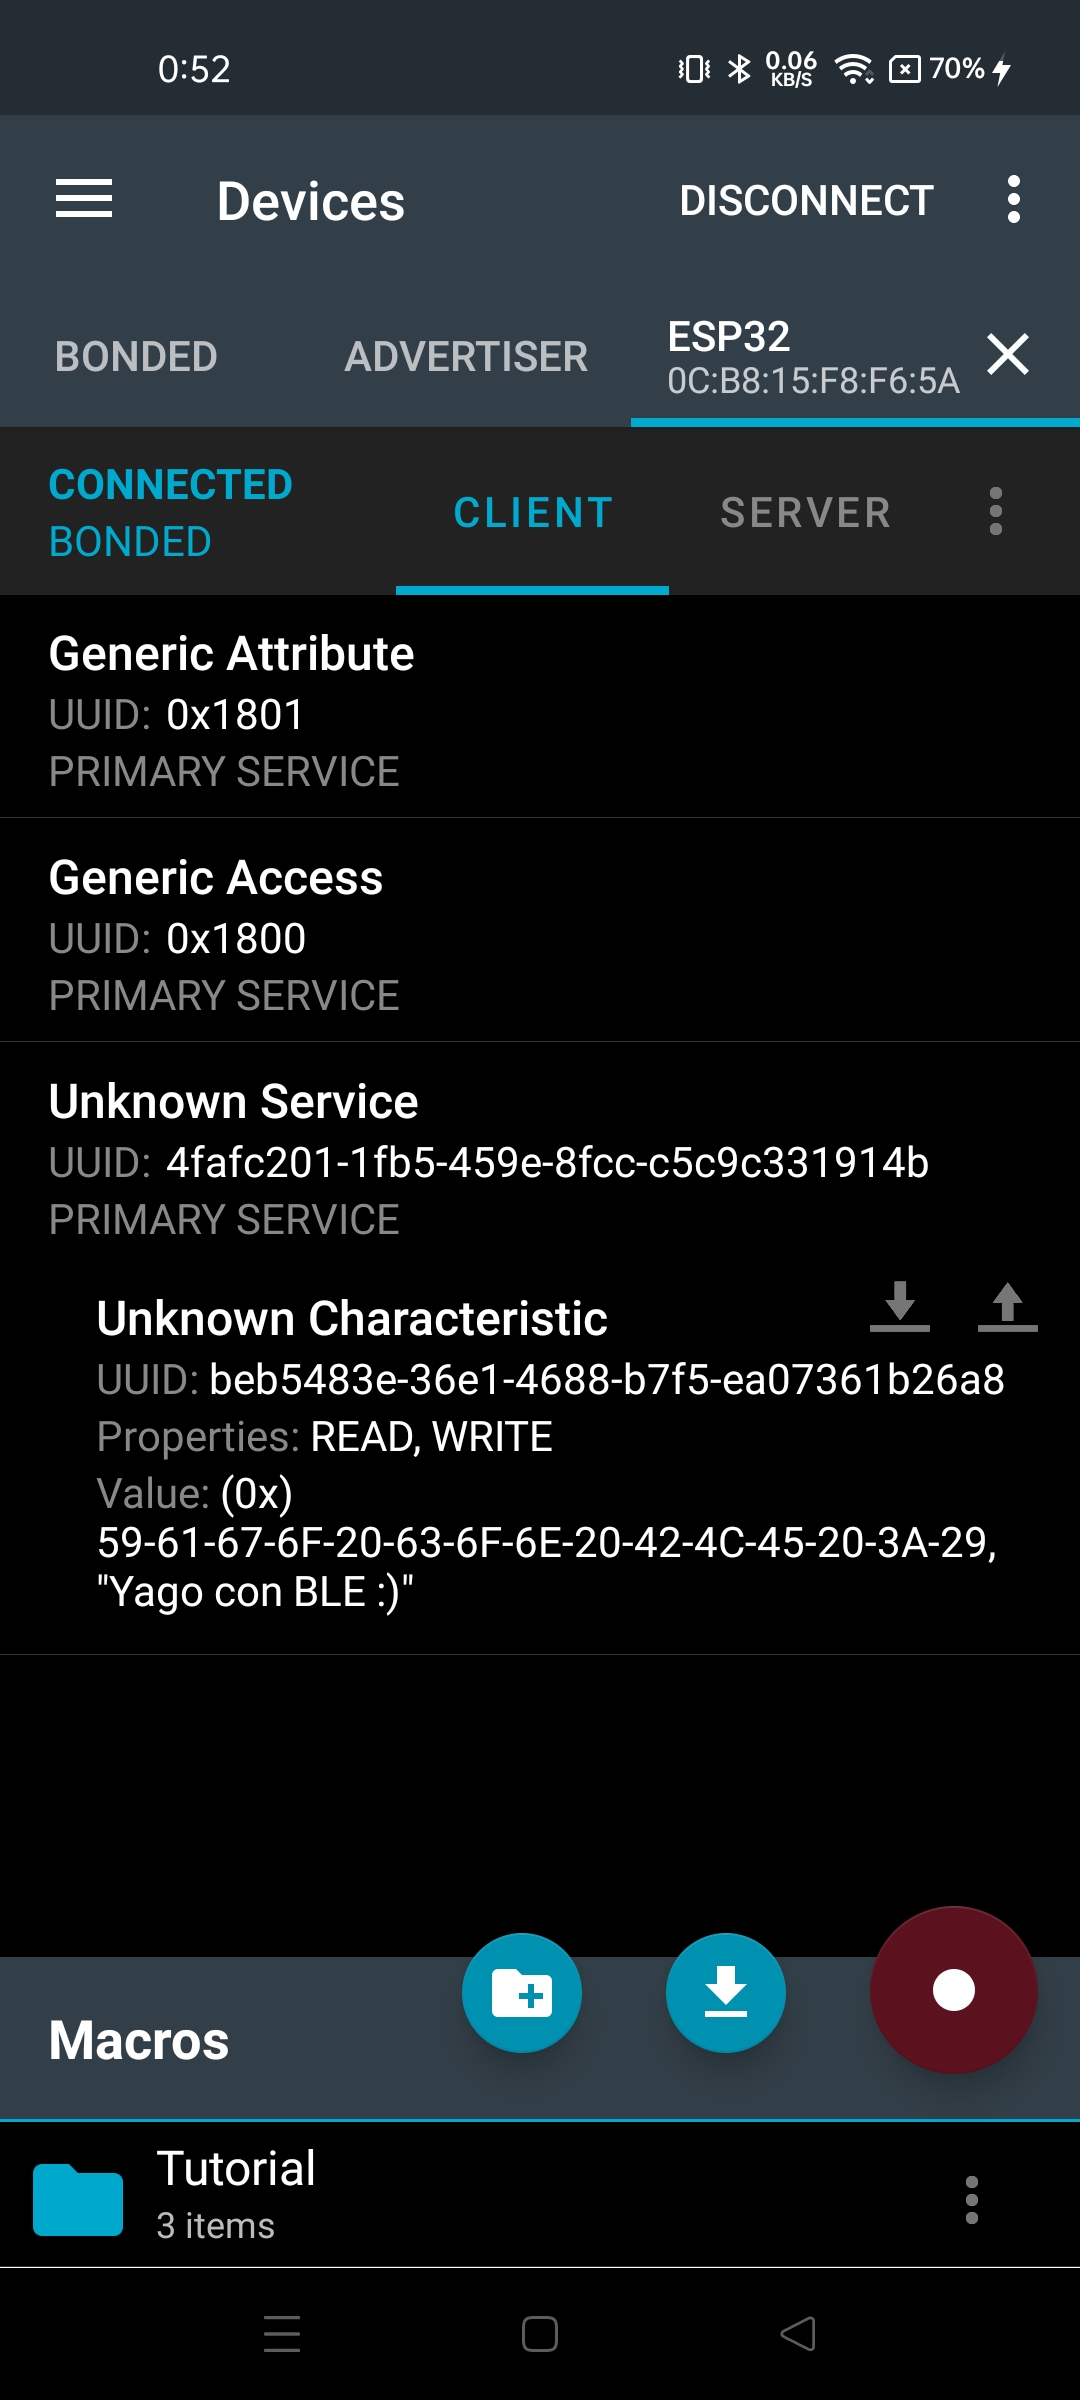 0:52
0.06
KB/S
70%
Devices
DISCONNECT
BONDED
ADVERTISER
ESP32
0C:B8:15:F8:F6:5A
CONNECTED
BONDED
CLIENT
SERVER
Generic Attribute
UUID: 0x1801
PRIMARY SERVICE
Generic Access
UUID: 0x1800
PRIMARY SERVICE
Unknown Service
UUID: 4fafc201-1fb5-459e-8fcc-c5c9c331914b
PRIMARY SERVICE
Unknown Characteristic
UUID: beb5483e-36e1-4688-b7f5-ea07361b26a8
Properties: READ, WRITE
Value: (0x)
59-61-67-6F-20-63-6F-6E-20-42-4C-45-20-3A-29,
"Yago con BLE :)"
Macros
Tutorial
3 items